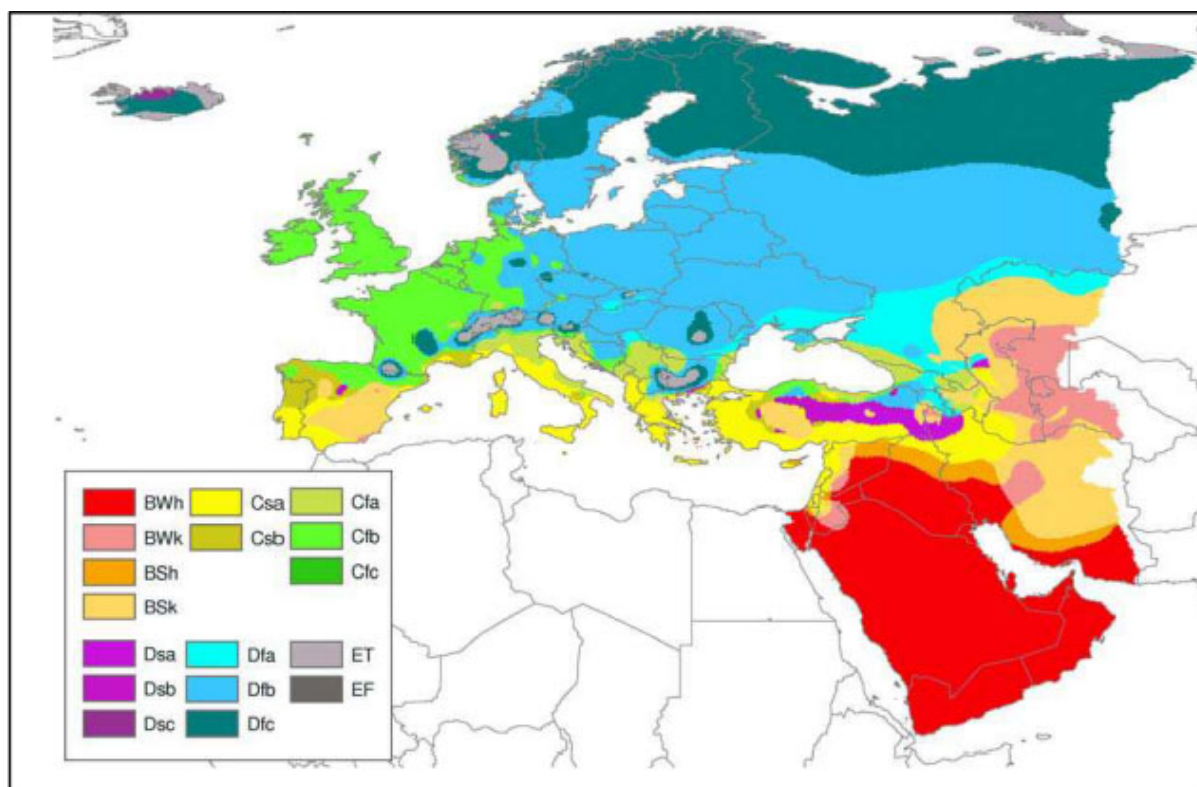 BWh Csa Cfa
BWk Csb Cfb
BSh Cfc
BSk
Dsa Dfa ET
Dsb Dfb EF
Dsc Dfc